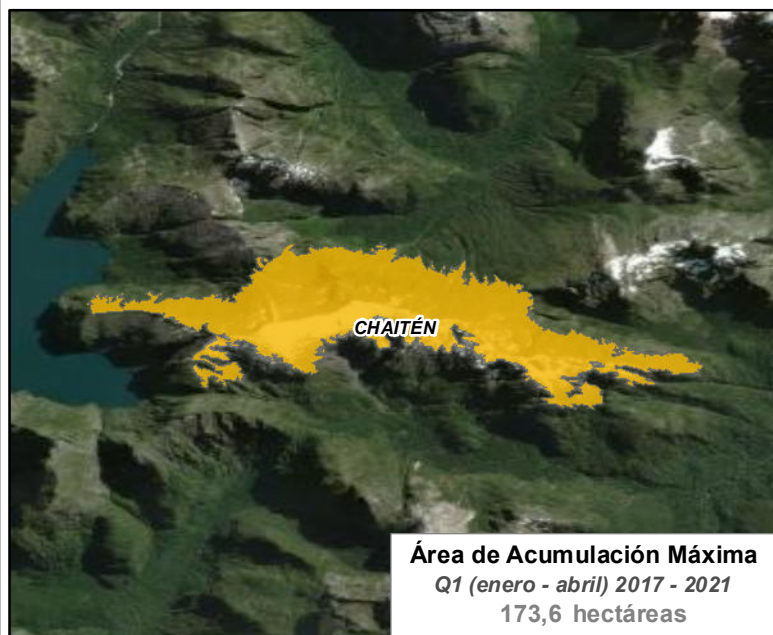 CHAITÉN
Área de Acumulación Máxima
Q1 (enero - abril) 2017 - 2021
173,6 hectáreas